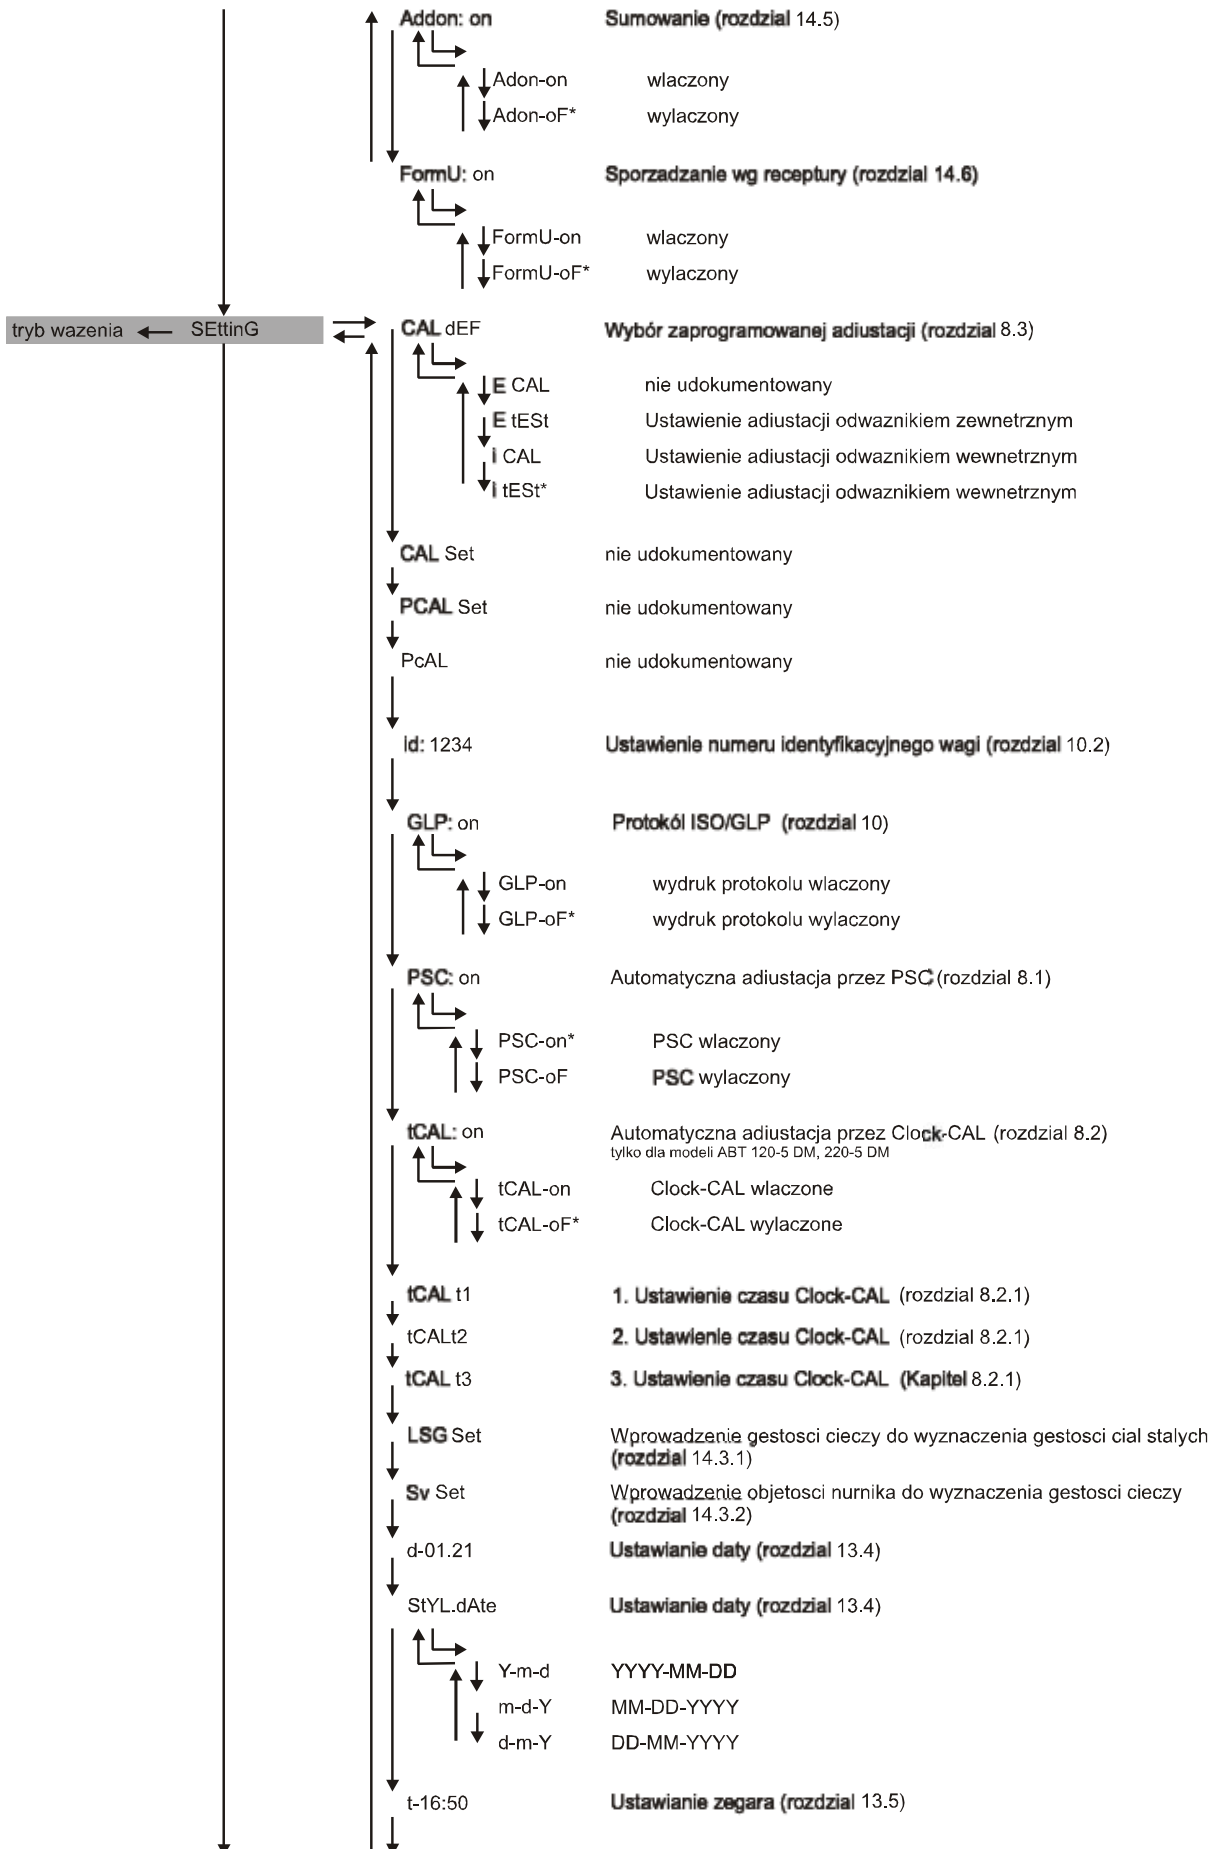 Addon: on Sumowanie (rozdzial 14.5)
Adon-on wlaczony
Adon-oF* wylaczony
FormU: on Sporzadzanie wg receptury (rozdzial 14.6)
FormU-on wlaczony
FormU-oF* wylaczony
tryb wazenia SEttinG CAL dEF Wybór zaprogramowanej adiustacji (rozdzial 8.3)
E CAL nie udokumentowany
E tESt Ustawienie adiustacji odwaznikiem zewnetrznym
i CAL Ustawienie adiustacji odwaznikiem wewnetrznym
i tESt* Ustawienie adiustacji odwaznikiem wewnetrznym
CAL Set nie udokumentowany
PCAL Set nie udokumentowany
PcAL nie udokumentowany
id: 1234 Ustawienie numeru identyfikacyjnego wagi (rozdzial 10.2)
GLP: on Protokól ISO/GLP (rozdzial 10)
GLP-on wydruk protokolu wlaczony
GLP-oF* wydruk protokolu wylaczony
PSC: on Automatyczna adiustacja przez PSC (rozdzial 8.1)
PSC-on* PSC wlaczony
PSC-oF PSC wylaczony
tCAL: on Automatyczna adiustacja przez Clock-CAL (rozdzial 8.2)
tylko dla modeli ABT 120-5 DM, 220-5 DM
tCAL-on Clock-CAL wlaczone
tCAL-oF* Clock-CAL wylaczone
tCAL t1 1. Ustawienie czasu Clock-CAL (rozdzial 8.2.1)
tCALt2 2. Ustawienie czasu Clock-CAL (rozdzial 8.2.1)
tCAL t3 3. Ustawienie czasu Clock-CAL (Kapitel 8.2.1)
LSG Set Wprowadzenie gestosci cieczy do wyznaczenia gestosci cial stalych
(rozdzial 14.3.1)
Sv Set Wprowadzenie objetosci nurnika do wyznaczenia gestosci cieczy
(rozdzial 14.3.2)
d-01.21 Ustawianie daty (rozdzial 13.4)
StYL.dAte Ustawianie daty (rozdzial 13.4)
Y-m-d YYYY-MM-DD
m-d-Y MM-DD-YYYY
d-m-Y DD-MM-YYYY
t-16:50 Ustawianie zegara (rozdzial 13.5)